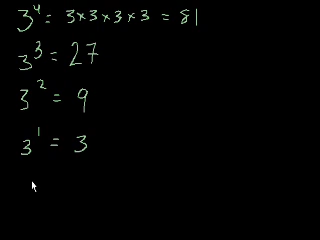 3⁴ = 3×3×3×3 = 81
3³ = 27
3² = 9
3¹ = 3